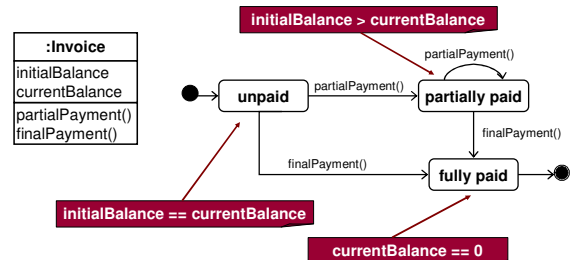 initialBalance > currentBalance
:Invoice
initialBalance
currentBalance
partialPayment()
finalPayment()
partialPayment()
unpaid
partialPayment()
partially paid
finalPayment()
finalPayment()
fully paid
initialBalance == currentBalance
currentBalance == 0